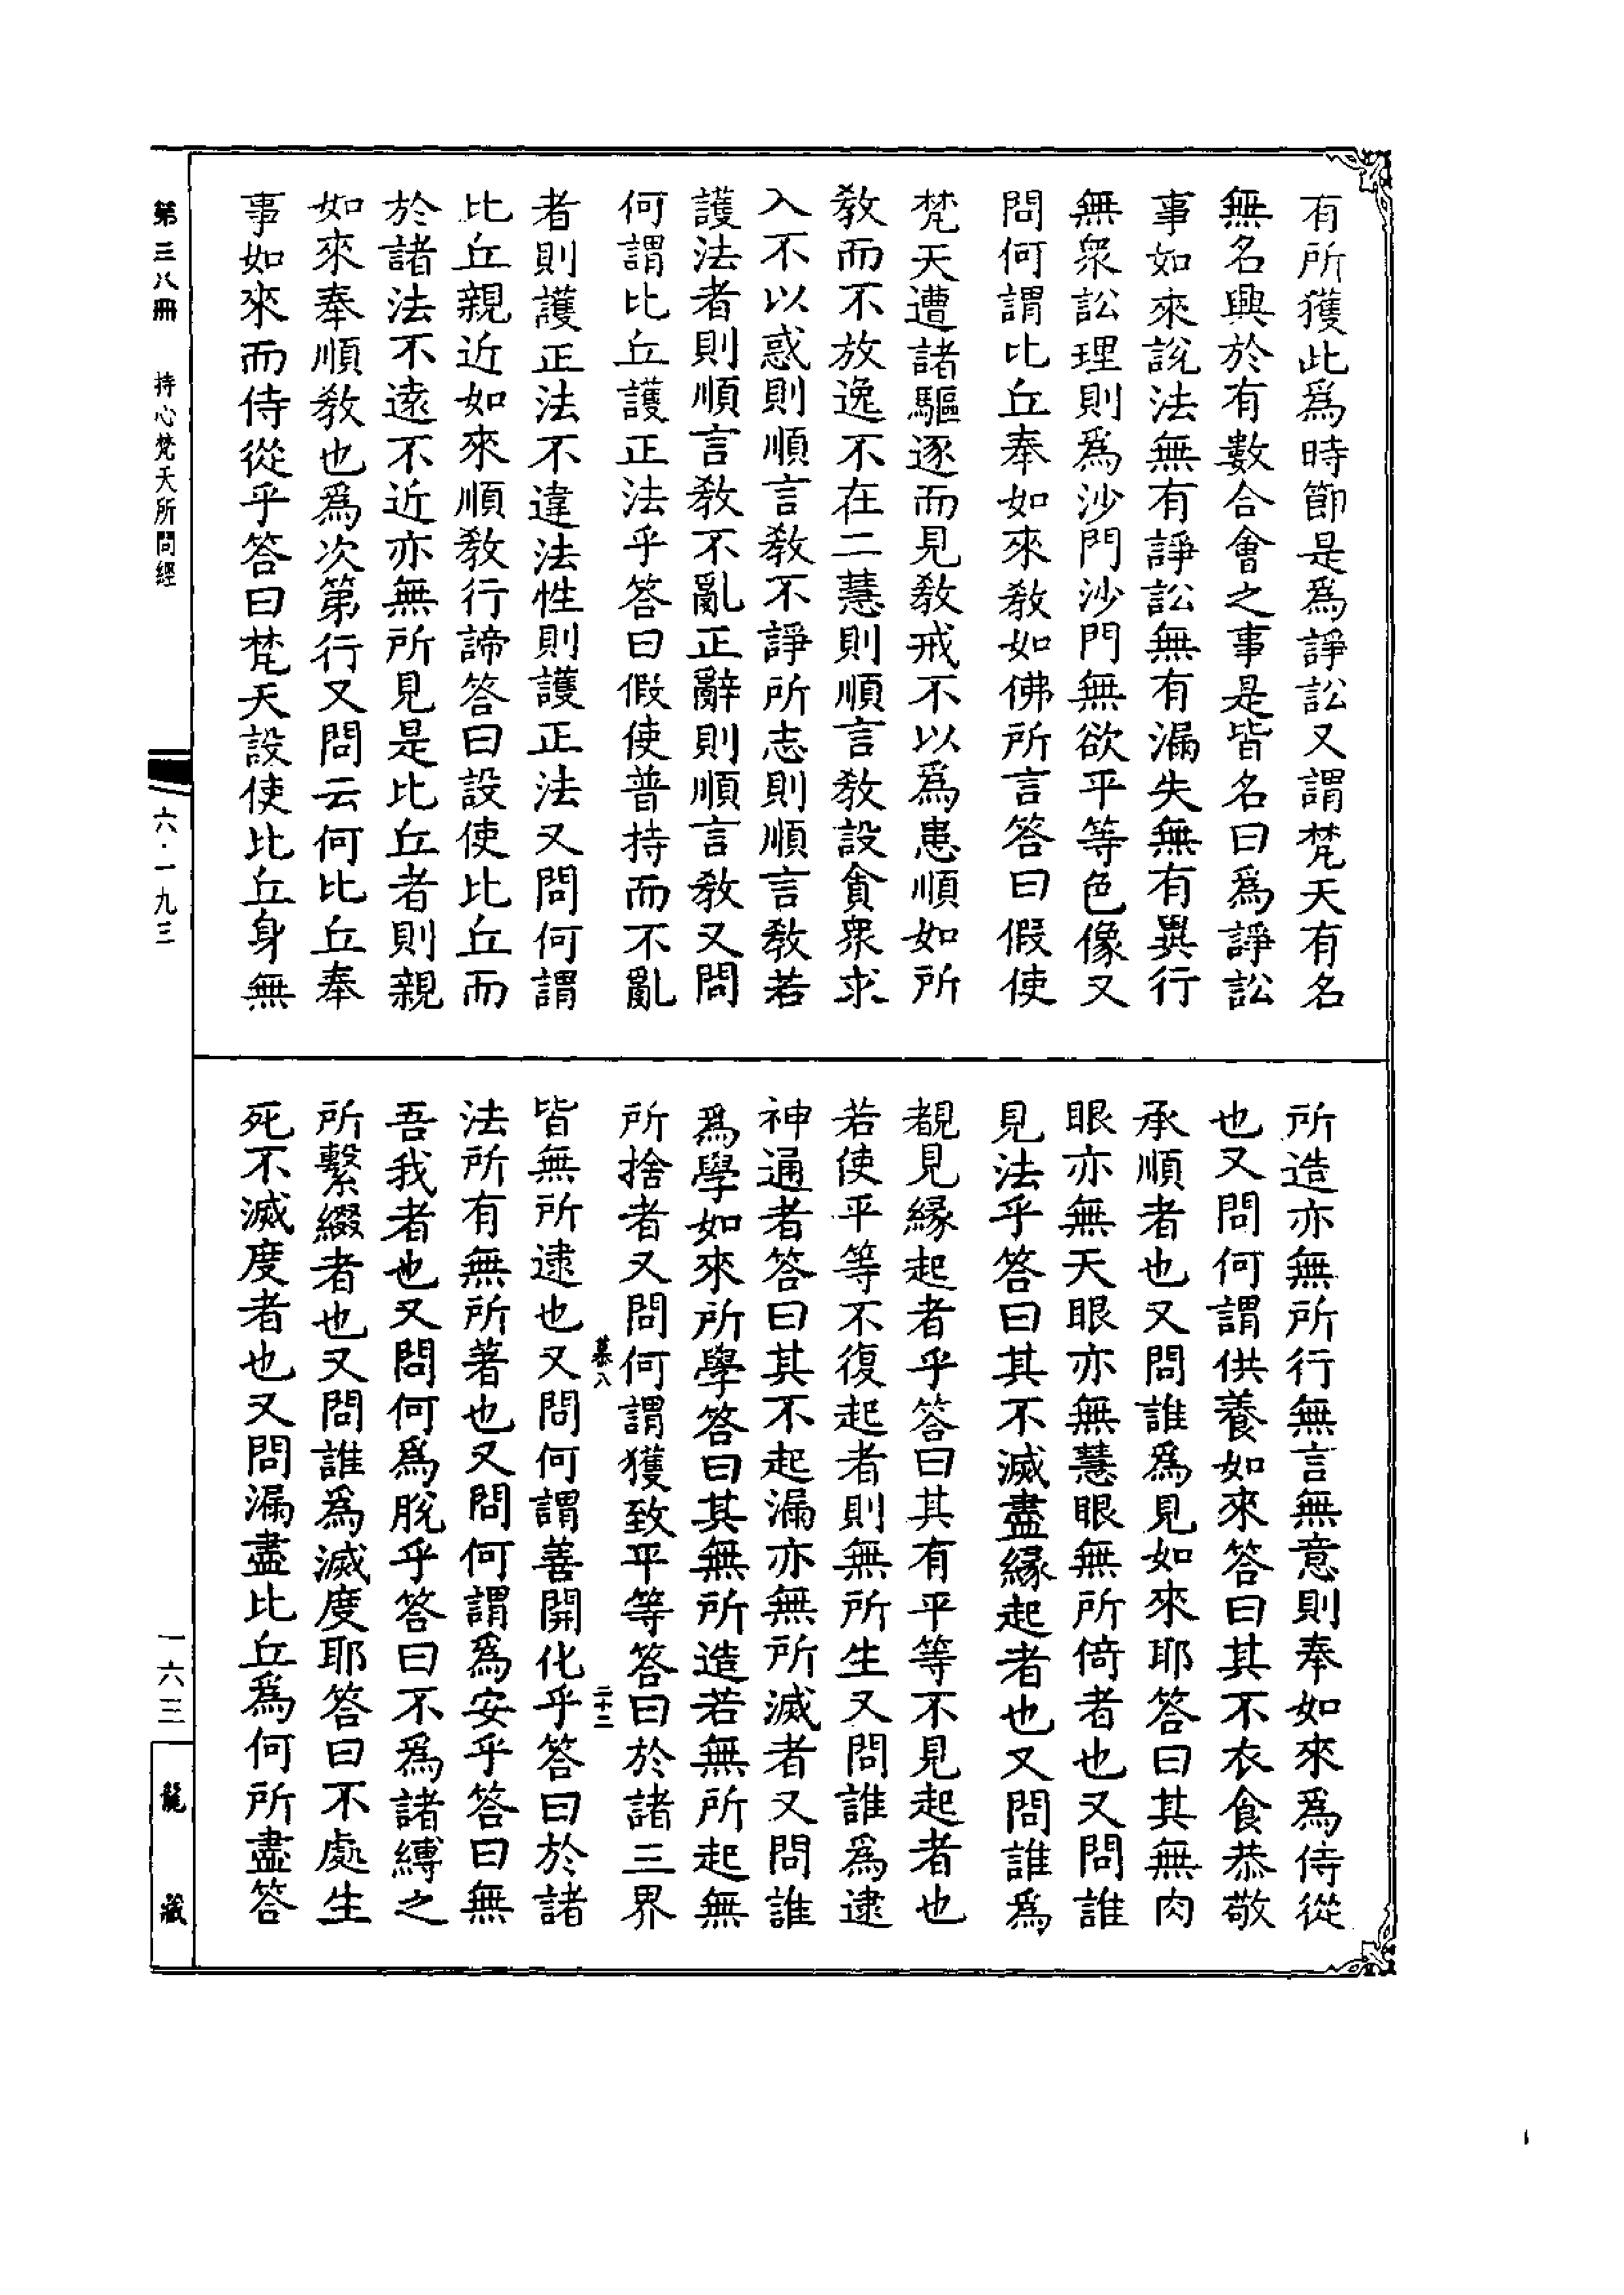 有所獲此爲時節是爲諍訟又謂梵天有名
無名興於有數合會之事是皆名曰爲諍訟
事如來說法無有諍訟無有漏失無有異行
無衆訟理則爲沙門沙門無欲平等色像又
問何謂比丘奉如來敎如佛所言答曰假使
梵天遭諸驅逐而見敎戒不以爲患順如所
敎而不放逸不在二慧則順言敎設貪衆求
入不以惑則順言敎不諍所志則順言敎若
護法者則順言敎不亂正辭則順言敎又問
何謂比丘護正法乎答曰假使普持而不亂
者則護正法不違法性則護正法又問何謂
比丘親近如來順敎行諦答曰設使比丘而
於諸法不遠不近亦無所見是比丘者則親
如來奉順敎也爲次第行又問云何比丘奉
事如來而侍從乎答曰梵天設使比丘身無
所造亦無所行無言無意則奉如來爲侍從
也又問何謂供養如來答曰其不衣食恭敬
承順者也又問誰爲見如來耶答曰其無肉
眼亦無天眼亦無慧眼無所倚者也又問誰
見法乎答曰其不滅盡緣起者也又問誰爲
覩見緣起者乎答曰其有平等不見起者也
若使平等不復起者則無所生又問誰爲逮
神通者答曰其不起漏亦無所滅者又問誰
爲學如來所學答曰其無所造若無所起無
所捨者又問何謂獲致平等答曰於諸三界
慕八 二十二
皆無所逮也又問何謂善開化乎答曰於諸
法所有無所著也又問何謂爲安乎答曰無
吾我者也又問何爲脫乎答曰不爲諸縛之
所繫綴者也又問誰爲滅度耶答曰不處生
死不滅度者也又問漏盡比丘爲何所盡答
第三八冊 持心梵天所問經
六·一九三
一六三
龍藏